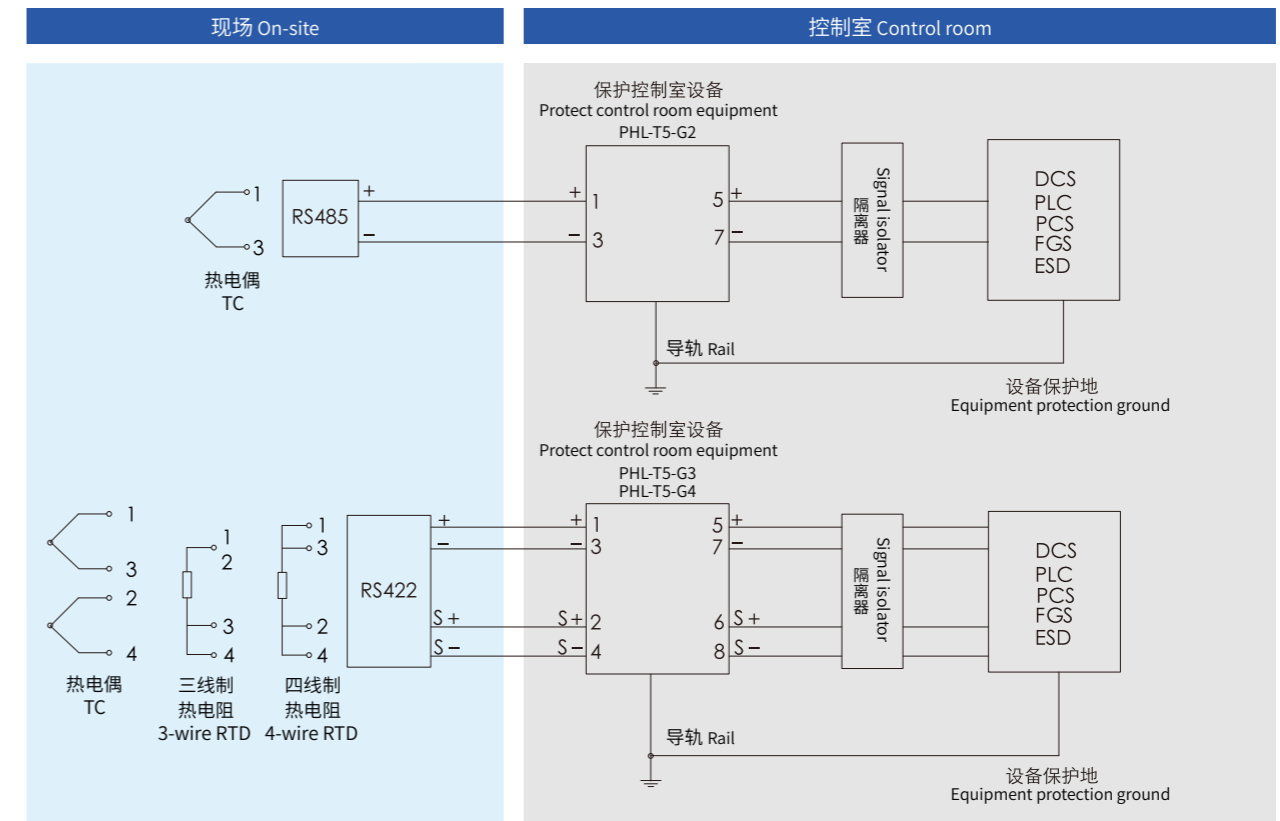 现场 On-site
控制室 Control room
保护控制室设备
Protect control room equipment
PHL-T5-G2
1
3
热电偶
TC
RS485
+
−
+
−
1
3
5
7
+
−
Signal isolator
隔离器
DCS
PLC
PCS
FGS
ESD
导轨 Rail
设备保护地
Equipment protection ground
保护控制室设备
Protect control room equipment
PHL-T5-G3
PHL-T5-G4
1
3
2
4
热电偶
TC
1
2
3
4
三线制
热电阻
3-wire RTD
1
3
2
4
四线制
热电阻
4-wire RTD
RS422
+
−
S +
S −
+
−
S +
S −
1
3
2
4
5
7
6
8
+
−
S +
S −
Signal isolator
隔离器
DCS
PLC
PCS
FGS
ESD
导轨 Rail
设备保护地
Equipment protection ground